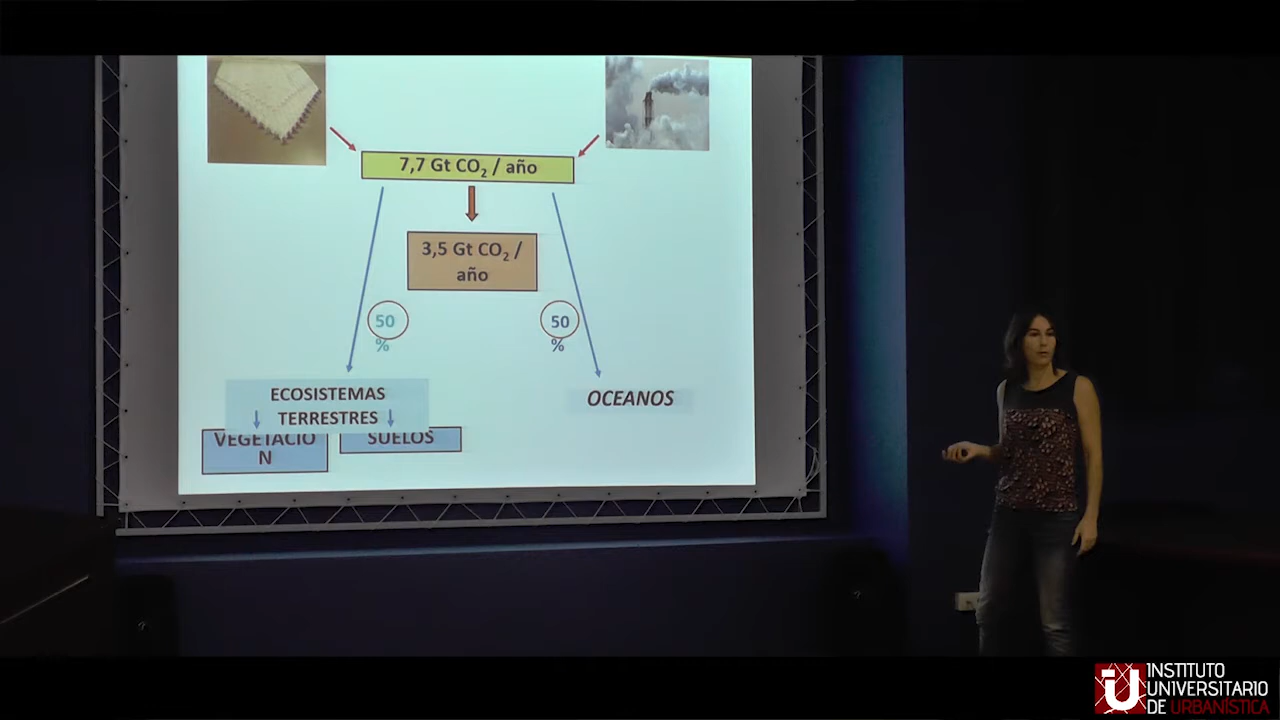 7,7 Gt CO₂ / año
3,5 Gt CO₂ /
año
50
%
50
%
ECOSISTEMAS
TERRESTRES
OCEANOS
VEGETACIO
N
SUELOS
INSTITUTO
UNIVERSITARIO
DE URBANÍSTICA